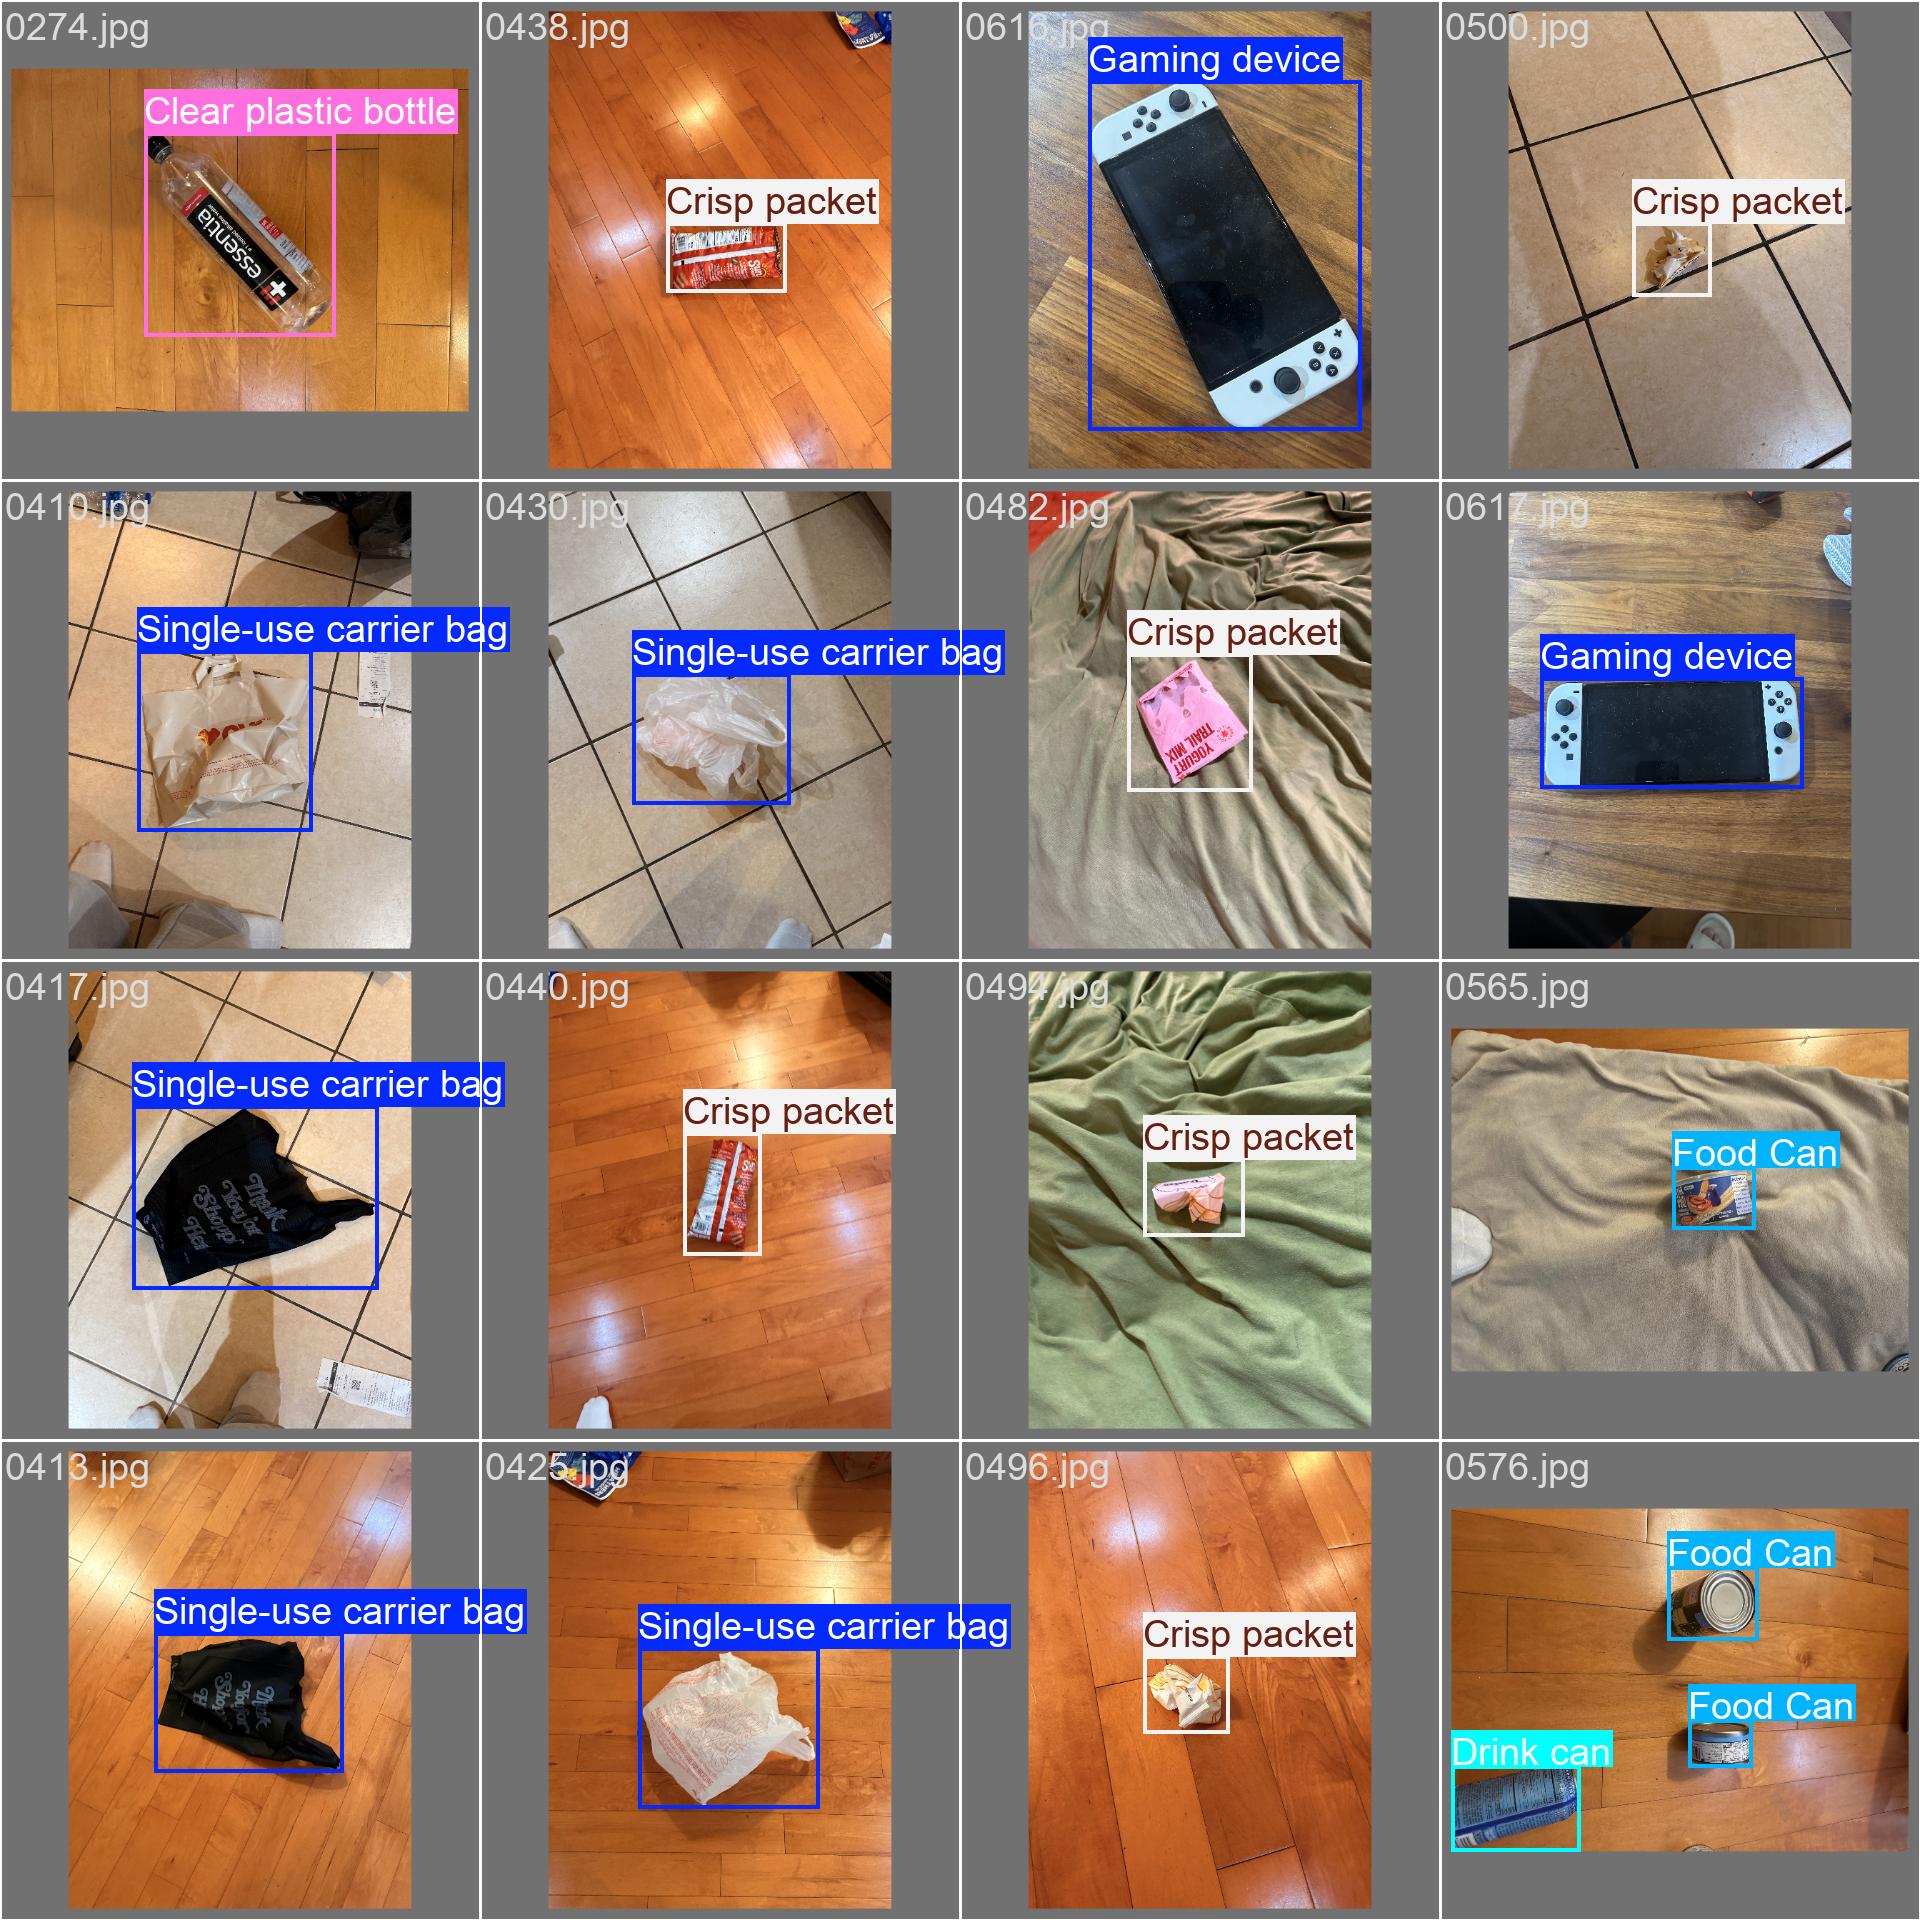 0274.jpg
Clear plastic bottle
essentia
0438.jpg
Crisp packet
0616.jpg
Gaming device
0500.jpg
Crisp packet
0410.jpg
Single-use carrier bag
0430.jpg
Single-use carrier bag
0482.jpg
Crisp packet
YOGURT
TRAIL MIX
0617.jpg
Gaming device
0417.jpg
Single-use carrier bag
Thank
You for
0440.jpg
Crisp packet
0494.jpg
Crisp packet
0565.jpg
Food Can
0413.jpg
Single-use carrier bag
0425.jpg
Single-use carrier bag
0496.jpg
Crisp packet
0576.jpg
Food Can
Food Can
Drink can